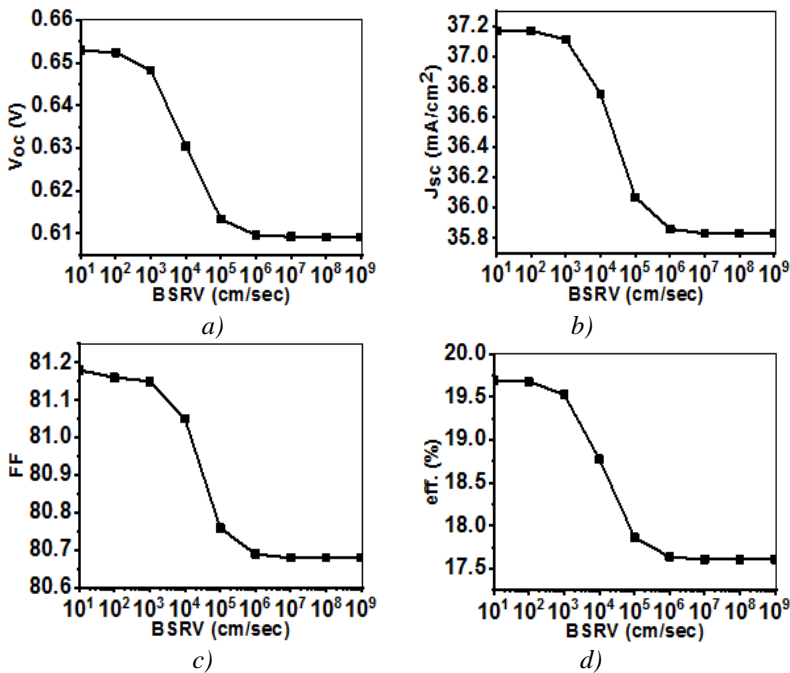 0.66
0.65
0.64
0.63
0.62
0.61
Voc (V)
10¹ 10² 10³ 10⁴ 10⁵ 10⁶ 10⁷ 10⁸ 10⁹
BSRV (cm/sec)
a)
37.2
37.0
36.8
36.6
36.4
36.2
36.0
35.8
Jsc (mA/cm²)
10¹ 10² 10³ 10⁴ 10⁵ 10⁶ 10⁷ 10⁸ 10⁹
BSRV (cm/sec)
b)
81.2
81.1
81.0
80.9
80.8
80.7
80.6
FF
10¹ 10² 10³ 10⁴ 10⁵ 10⁶ 10⁷ 10⁸ 10⁹
BSRV (cm/sec)
c)
20.0
19.5
19.0
18.5
18.0
17.5
eff. (%)
10¹ 10² 10³ 10⁴ 10⁵ 10⁶ 10⁷ 10⁸ 10⁹
BSRV (cm/sec)
d)